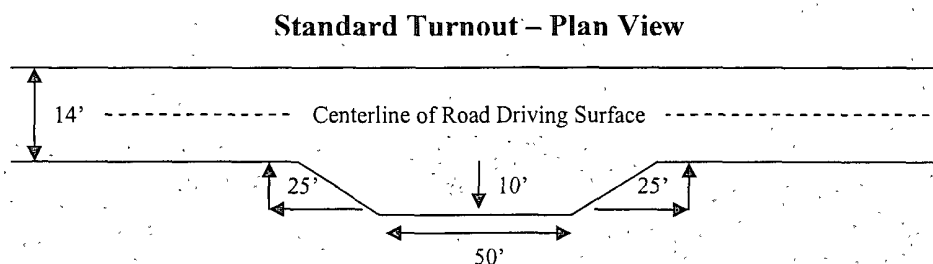 Standard Turnout – Plan View
14’
Centerline of Road Driving Surface
25’
10’
25’
50’